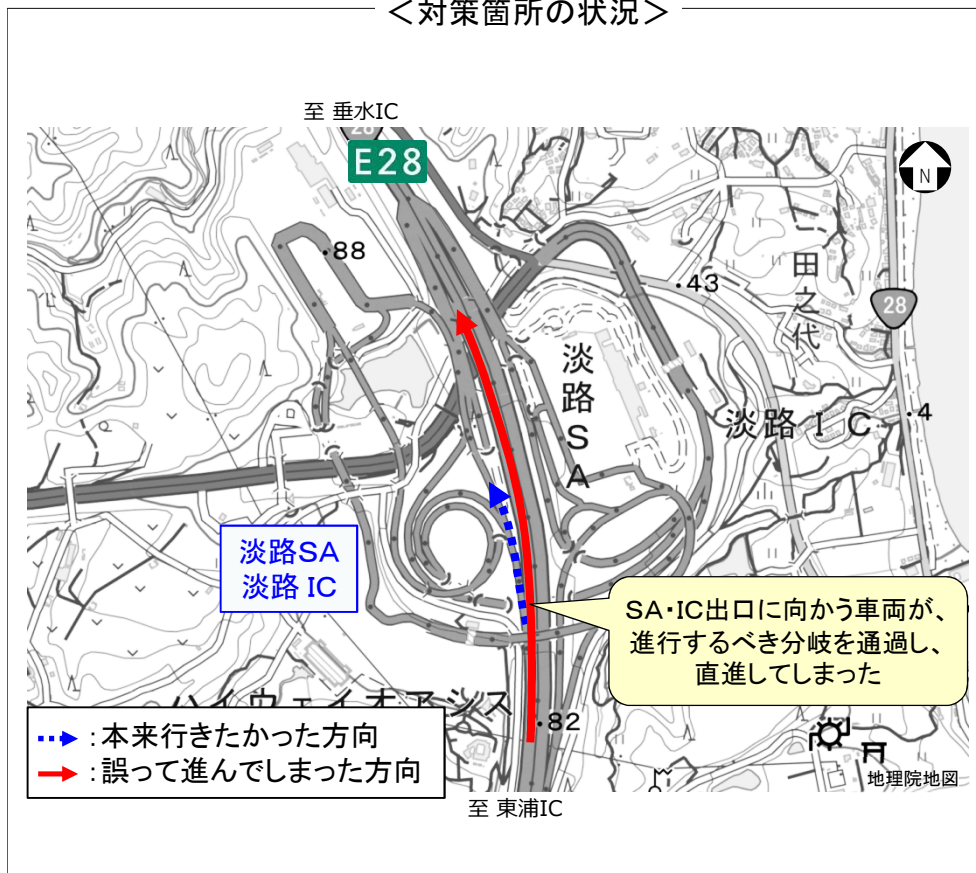 ＜対策箇所の状況＞
至 垂水IC
28
E28
N
88
43
田之代
28
淡路SA
淡路IC
4
淡路SA
淡路 IC
SA・IC出口に向かう車両が、
進行するべき分岐を通過し、
直進してしまった
ハイウェイオアシス
82
：本来行きたかった方向
：誤って進んでしまった方向
地理院地図
至 東浦IC